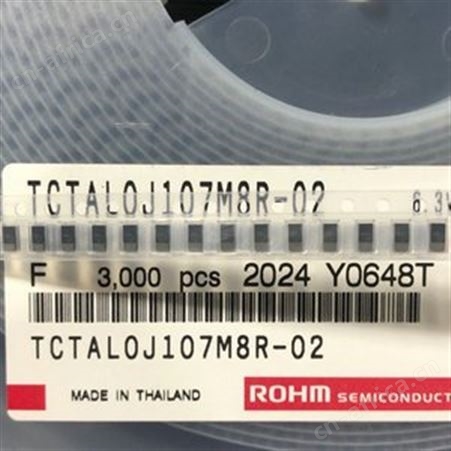 TCTAL0J107M8R-02 6.3V
F 3,000 pcs 2024 Y0648T
TCTAL0J107M8R-02
MADE IN THAILAND ROHM SEMICONDUCT